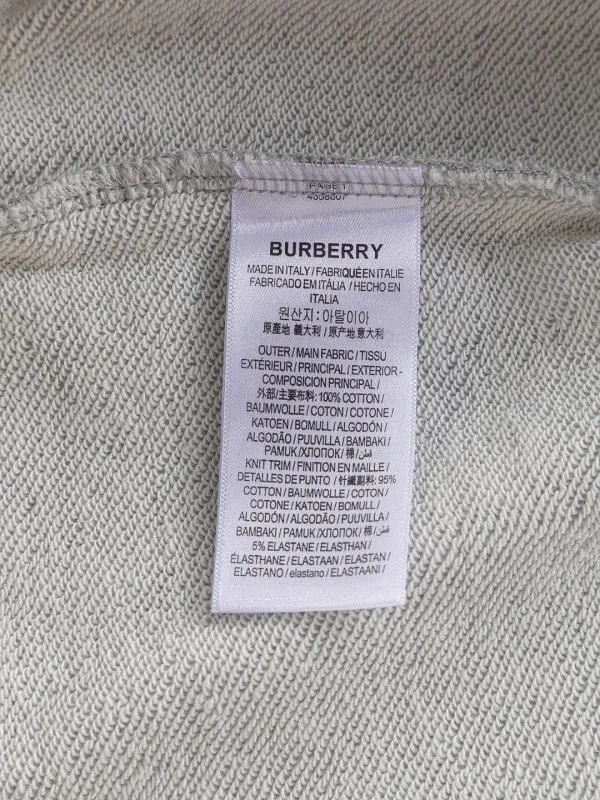 PAGE 1
BURBERRY
MADE IN ITALY / FABRIQUÉ EN ITALIE
FABRICADO EM ITÁLIA / HECHO EN
ITALIA
원산지: 아탈이아
原產地 義大利 / 原产地意大利
OUTER / MAIN FABRIC / TISSU
EXTÉRIEUR / PRINCIPAL / EXTERIOR -
COMPOSICIÓN PRINCIPAL /
外部/主要布料: 100% COTTON /
BAUMWOLLE / COTON / COTONE /
KATOEN / BOMULL / ALGODÓN /
ALGODÃO / PUUVILLA / BAMBAKI /
PAMUK /ХЛОПОК/ 棉 / قطن/
KNIT TRIM / FINITION EN MAILLE /
DETALLES DE PUNTO / 針織副料: 95%
COTTON / BAUMWOLLE / COTON /
COTONE / KATOEN / BOMULL /
ALGODÓN / ALGODÃO / PUUVILLA /
BAMBAKI / PAMUK /ХЛОПОК/ 棉/ قطن/
5% ELASTANE / ELASTHAN /
ÉLASTHANE / ELASTAAN / ELASTAN /
ELASTANO / elastano / ELASTAANI /